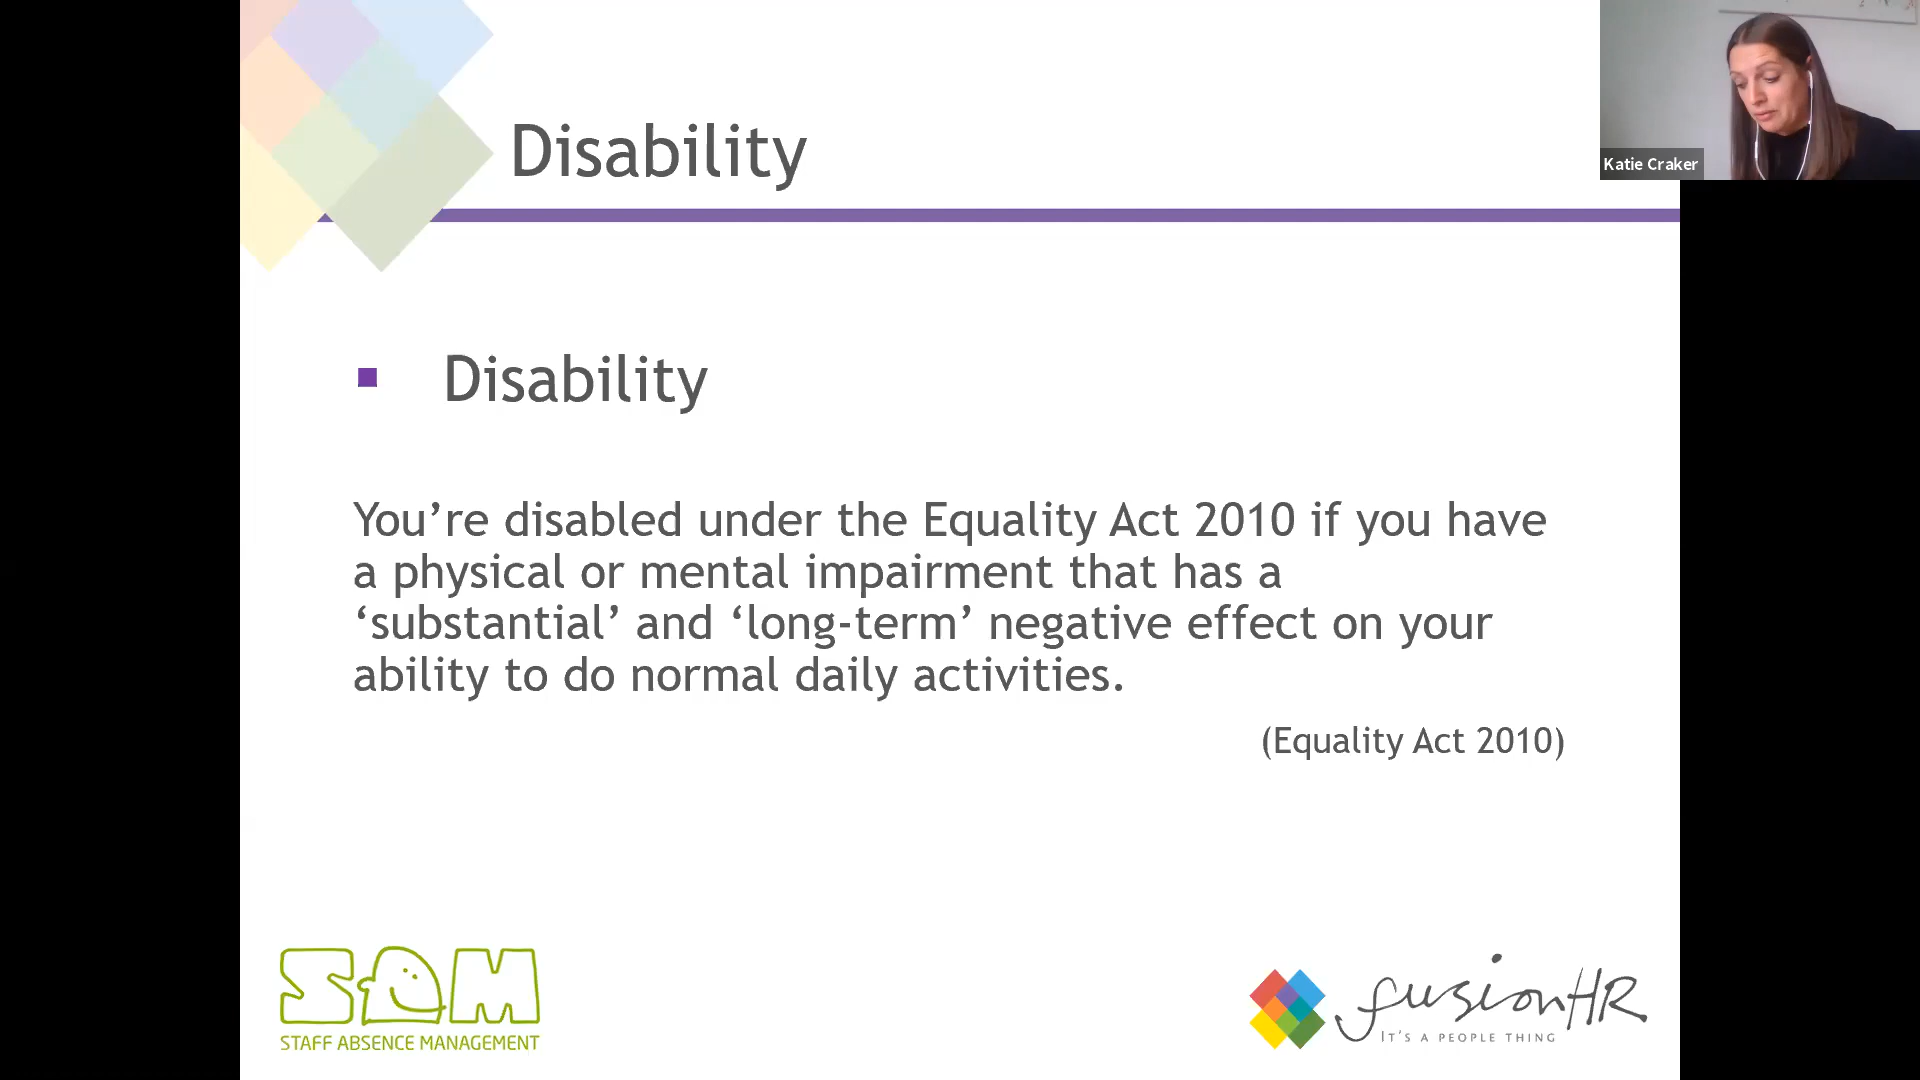 Disability
Katie Craker
Disability
You’re disabled under the Equality Act 2010 if you have
a physical or mental impairment that has a
‘substantial’ and ‘long-term’ negative effect on your
ability to do normal daily activities.
(Equality Act 2010)
SAM
STAFF ABSENCE MANAGEMENT
fusionHR
IT'S A PEOPLE THING